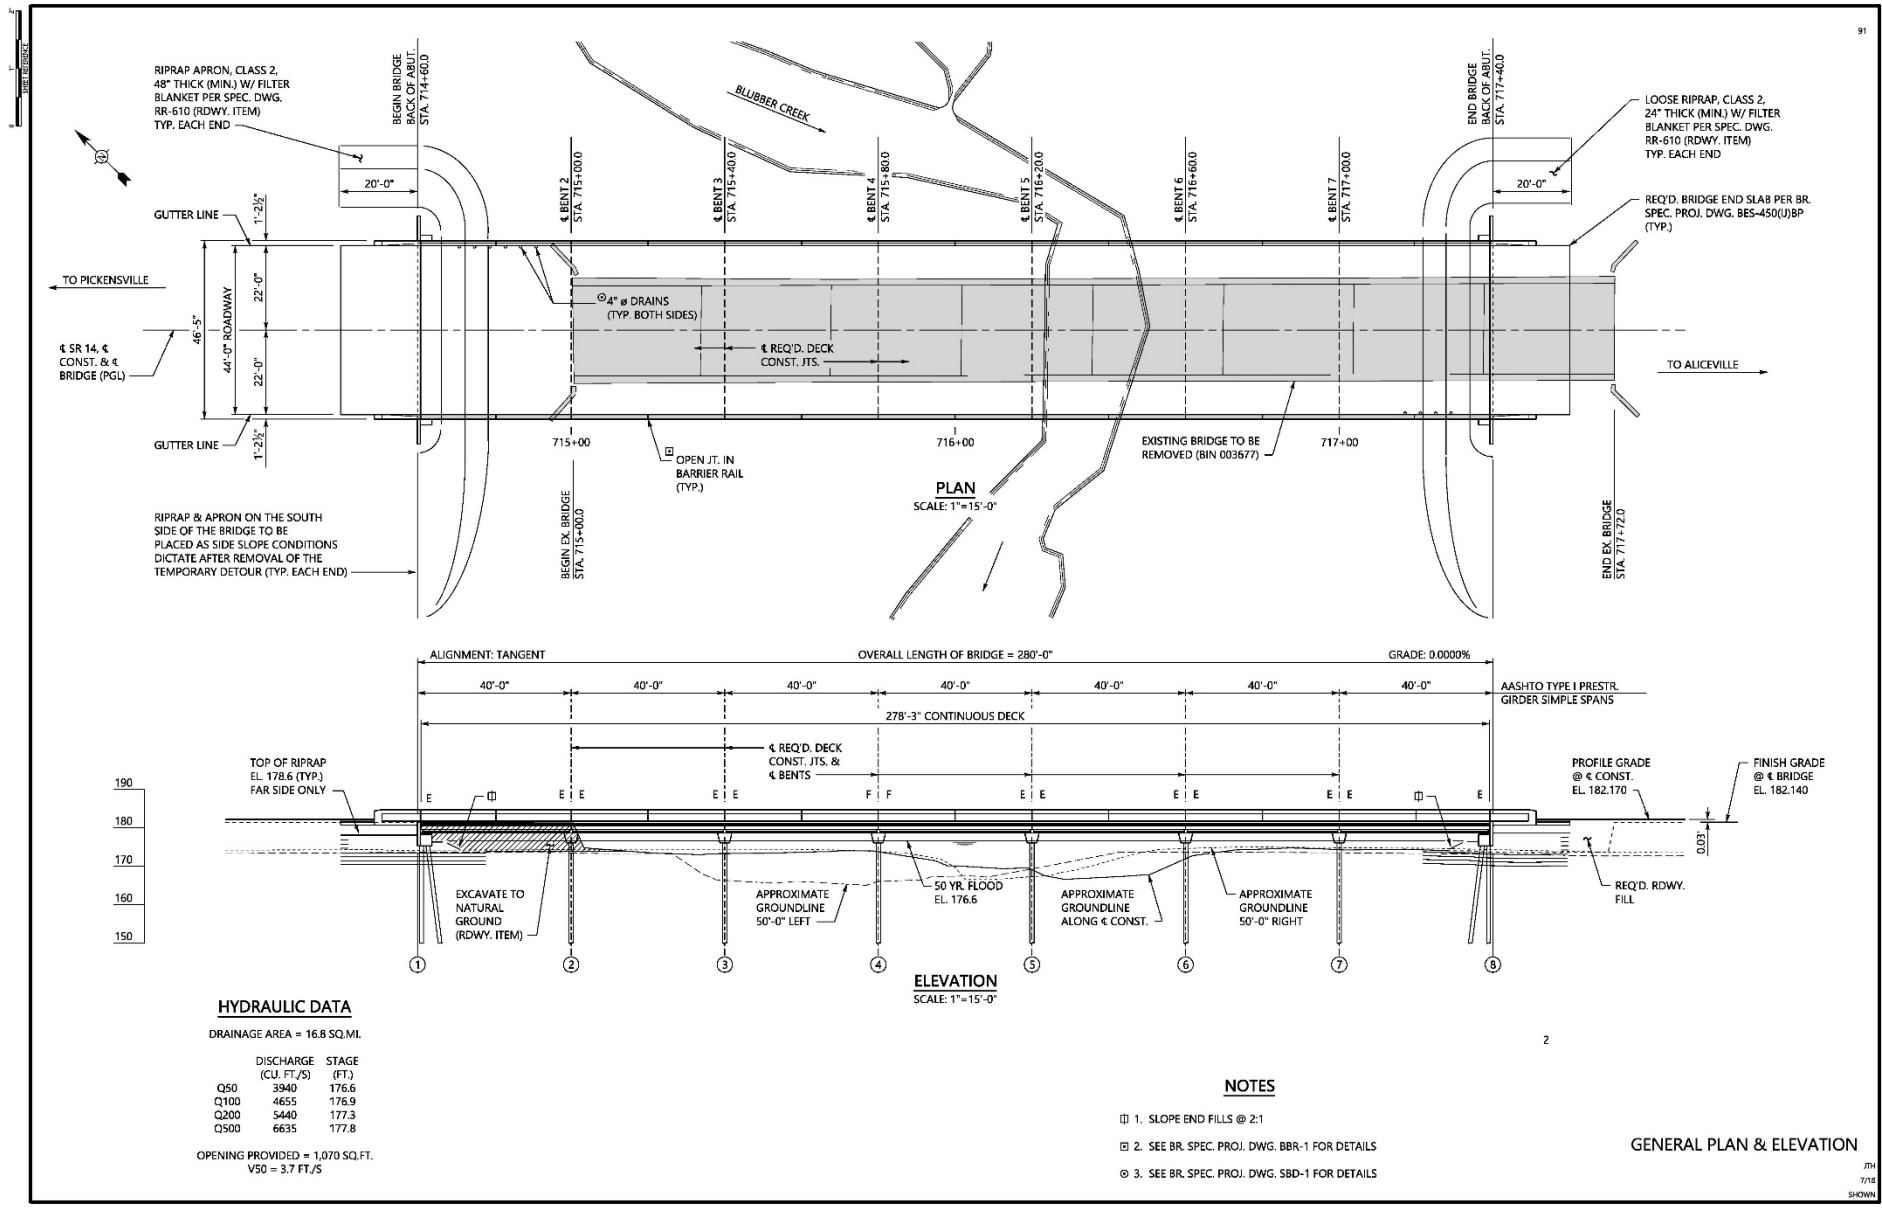 91
2"
1"
0
SHEET REFERENCE
RIPRAP APRON, CLASS 2,
48" THICK (MIN.) W/ FILTER
BLANKET PER SPEC. DWG.
RR-610 (RDWY. ITEM)
TYP. EACH END
BEGIN BRIDGE
BACK OF ABUT.
STA. 714+60.0
BLUBBER CREEK
END BRIDGE
BACK OF ABUT.
STA. 717+40.0
LOOSE RIPRAP, CLASS 2,
24" THICK (MIN.) W/ FILTER
BLANKET PER SPEC. DWG.
RR-610 (RDWY. ITEM)
TYP. EACH END
N
20'-0"
20'-0"
℄ BENT 2
STA. 715+00.0
℄ BENT 3
STA. 715+40.0
℄ BENT 4
STA. 715+80.0
℄ BENT 5
STA. 716+20.0
℄ BENT 6
STA. 716+60.0
℄ BENT 7
STA. 717+00.0
REQ'D. BRIDGE END SLAB PER BR.
SPEC. PROJ. DWG. BES-450(IJ)BP
(TYP.)
GUTTER LINE
1'-2½"
TO PICKENSVILLE
46'-5"
44'-0" ROADWAY
22'-0"
22'-0"
4" ø DRAINS
(TYP. BOTH SIDES)
℄ SR 14, ℄
CONST. & ℄
BRIDGE (PGL)
℄ REQ'D. DECK
CONST. JTS.
TO ALICEVILLE
GUTTER LINE
1'-2½"
715+00
716+00
717+00
OPEN JT. IN
BARRIER RAIL
(TYP.)
EXISTING BRIDGE TO BE
REMOVED (BIN 003677)
PLAN
SCALE: 1"=15'-0"
RIPRAP & APRON ON THE SOUTH
SIDE OF THE BRIDGE TO BE
PLACED AS SIDE SLOPE CONDITIONS
DICTATE AFTER REMOVAL OF THE
TEMPORARY DETOUR (TYP. EACH END)
BEGIN EX. BRIDGE
STA. 715+00.0
END EX. BRIDGE
STA. 717+72.0
ALIGNMENT: TANGENT
OVERALL LENGTH OF BRIDGE = 280'-0"
GRADE: 0.0000%
40'-0" 40'-0" 40'-0" 40'-0" 40'-0" 40'-0" 40'-0"
AASHTO TYPE I PRESTR.
GIRDER SIMPLE SPANS
278'-3" CONTINUOUS DECK
℄ REQ'D. DECK
CONST. JTS. &
℄ BENTS
TOP OF RIPRAP
EL. 178.6 (TYP.)
FAR SIDE ONLY
PROFILE GRADE
@ ℄ CONST.
EL. 182.170
FINISH GRADE
@ ℄ BRIDGE
EL. 182.140
E E E E E F F E E E E E E E
190
180
170
160
150
0.03'
EXCAVATE TO
NATURAL
GROUND
(RDWY. ITEM)
APPROXIMATE
GROUNDLINE
50'-0" LEFT
50 YR. FLOOD
EL. 176.6
APPROXIMATE
GROUNDLINE
ALONG ℄ CONST.
APPROXIMATE
GROUNDLINE
50'-0" RIGHT
REQ'D. RDWY.
FILL
1 2 3 4 5 6 7 8
ELEVATION
SCALE: 1"=15'-0"
HYDRAULIC DATA
DRAINAGE AREA = 16.8 SQ.MI.
DISCHARGE STAGE
(CU. FT./S) (FT.)
Q50 3940 176.6
Q100 4655 176.9
Q200 5440 177.3
Q500 6635 177.8
OPENING PROVIDED = 1,070 SQ.FT.
V50 = 3.7 FT./S
2
NOTES
1. SLOPE END FILLS @ 2:1
2. SEE BR. SPEC. PROJ. DWG. BBR-1 FOR DETAILS
3. SEE BR. SPEC. PROJ. DWG. SBD-1 FOR DETAILS
GENERAL PLAN & ELEVATION
JTH
7/18
SHOWN